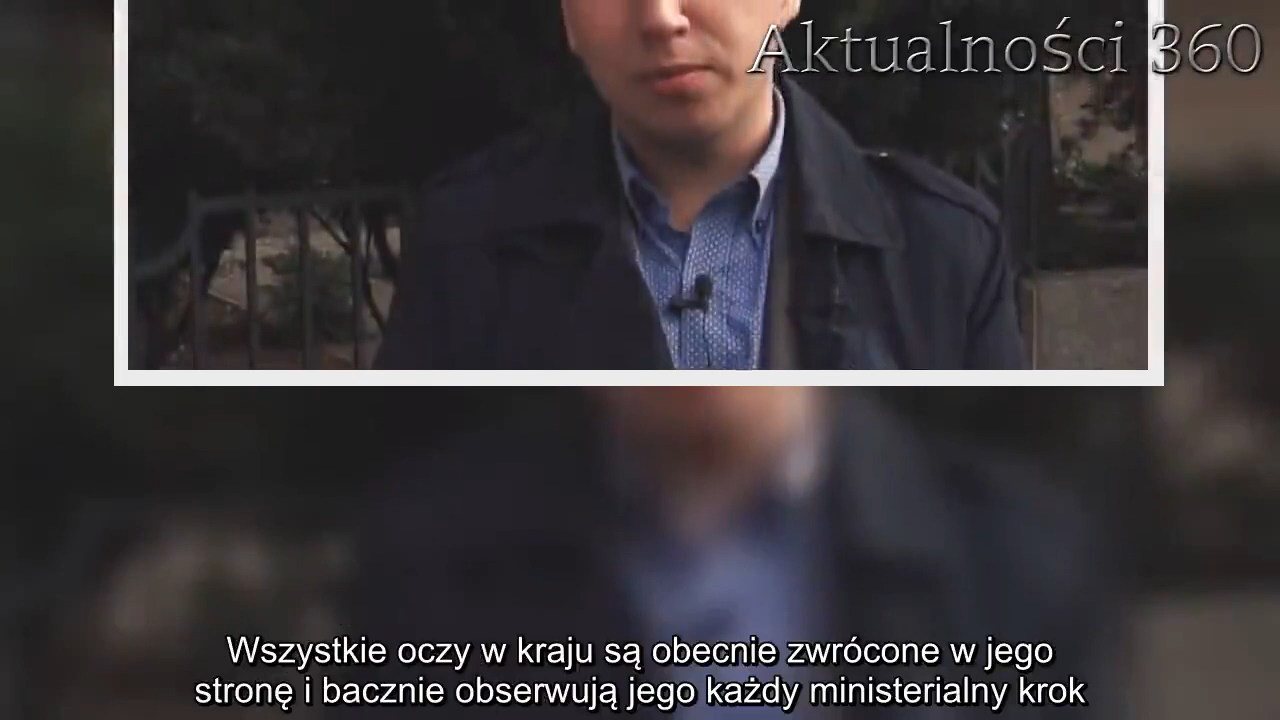 Aktualności 360
Wszystkie oczy w kraju są obecnie zwrócone w jego
stronę i bacznie obserwują jego każdy ministerialny krok